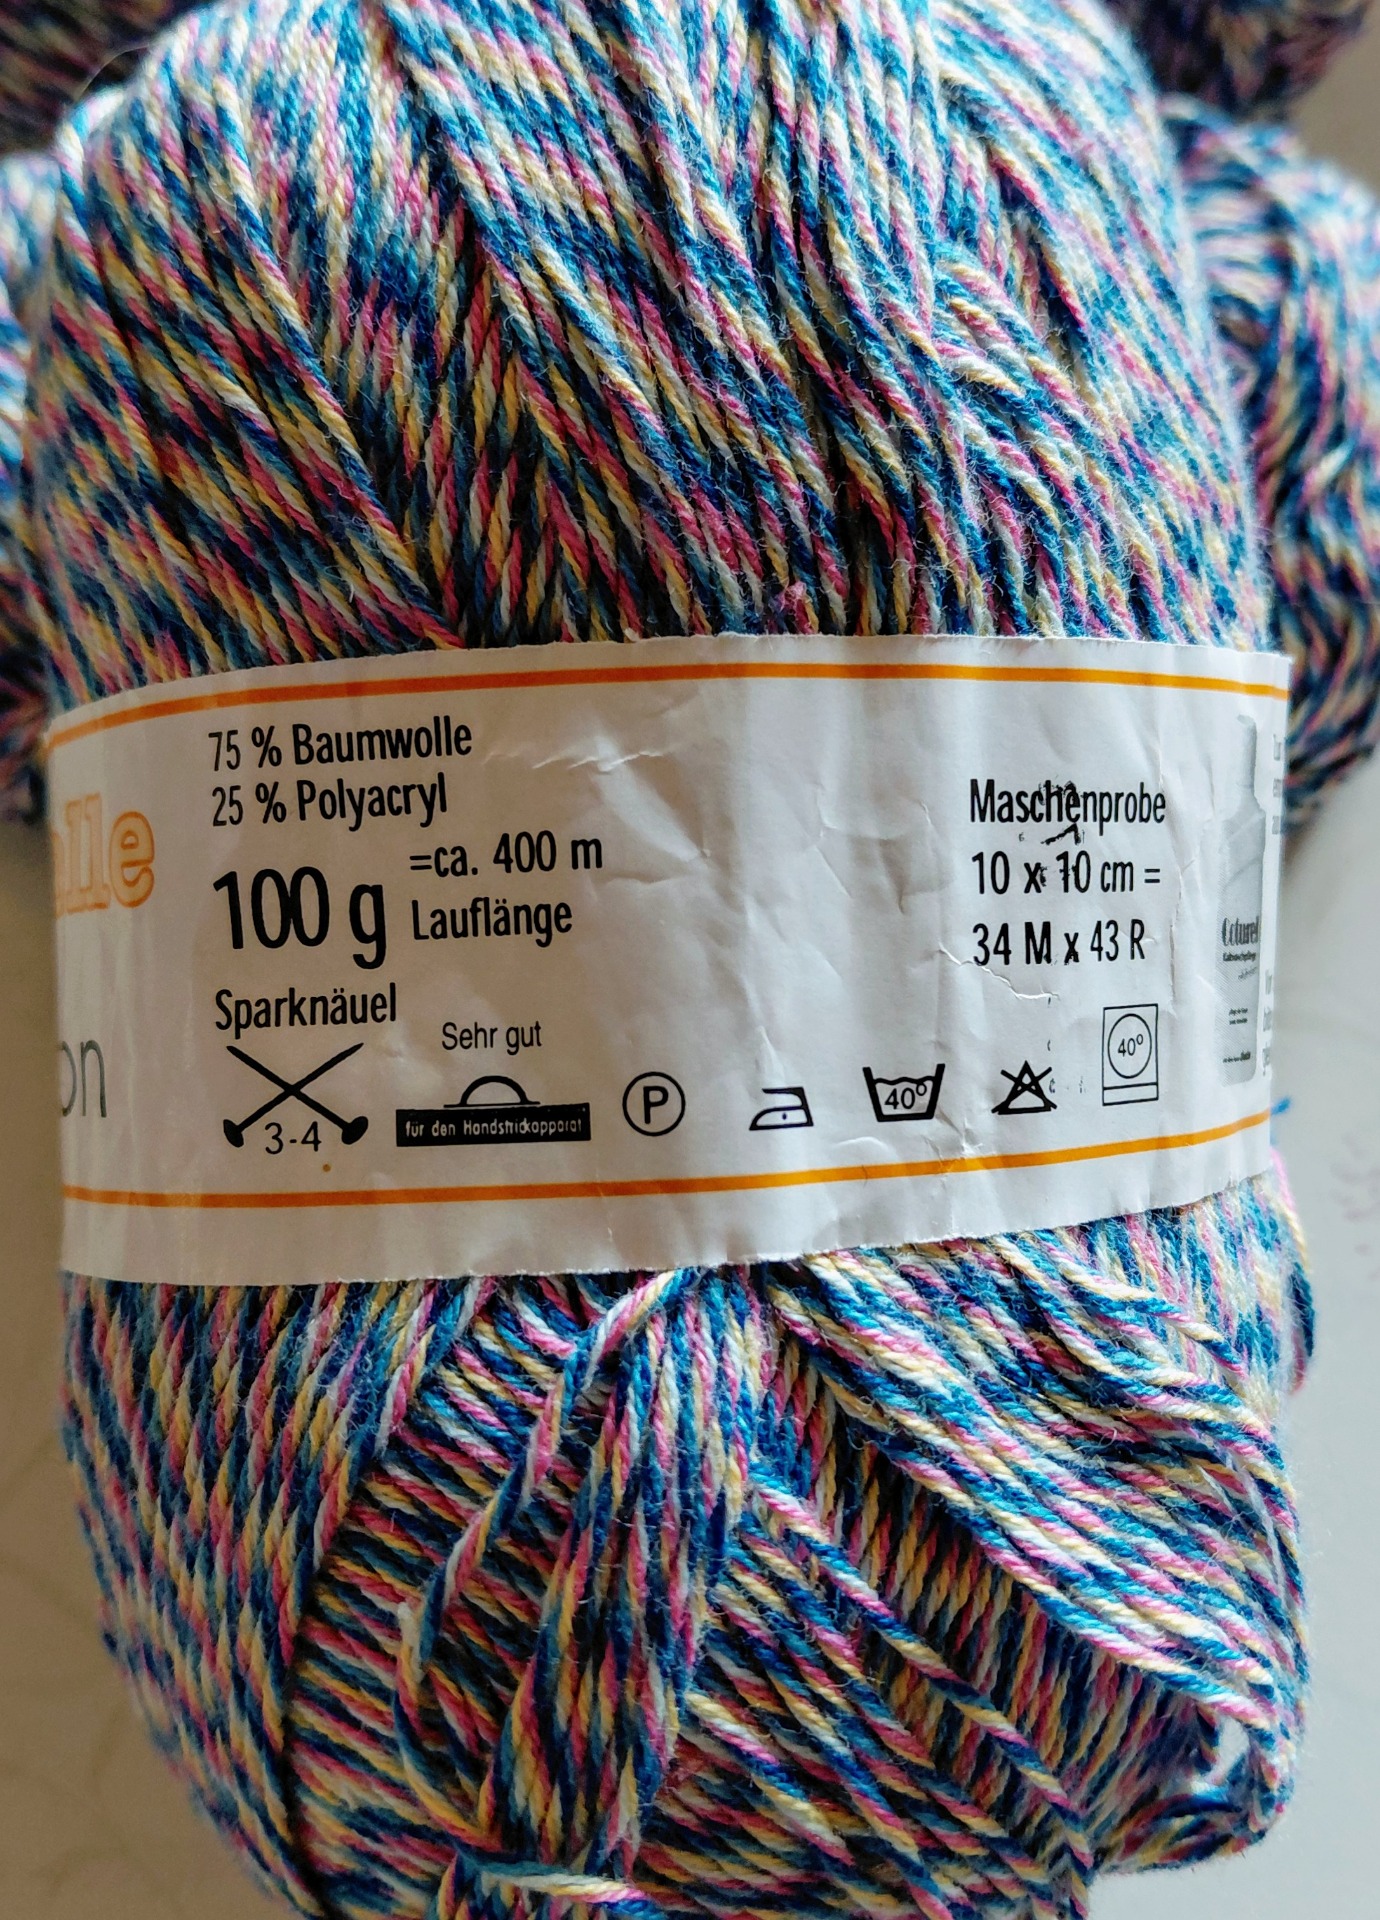 75 % Baumwolle
25 % Polyacryl
100 g
=ca. 400 m
Lauflänge
Sparknäuel
3-4
Sehr gut
für den Handstrickapparat
P
40°
40°
Maschenprobe
10 x 10 cm =
34 M x 43 R